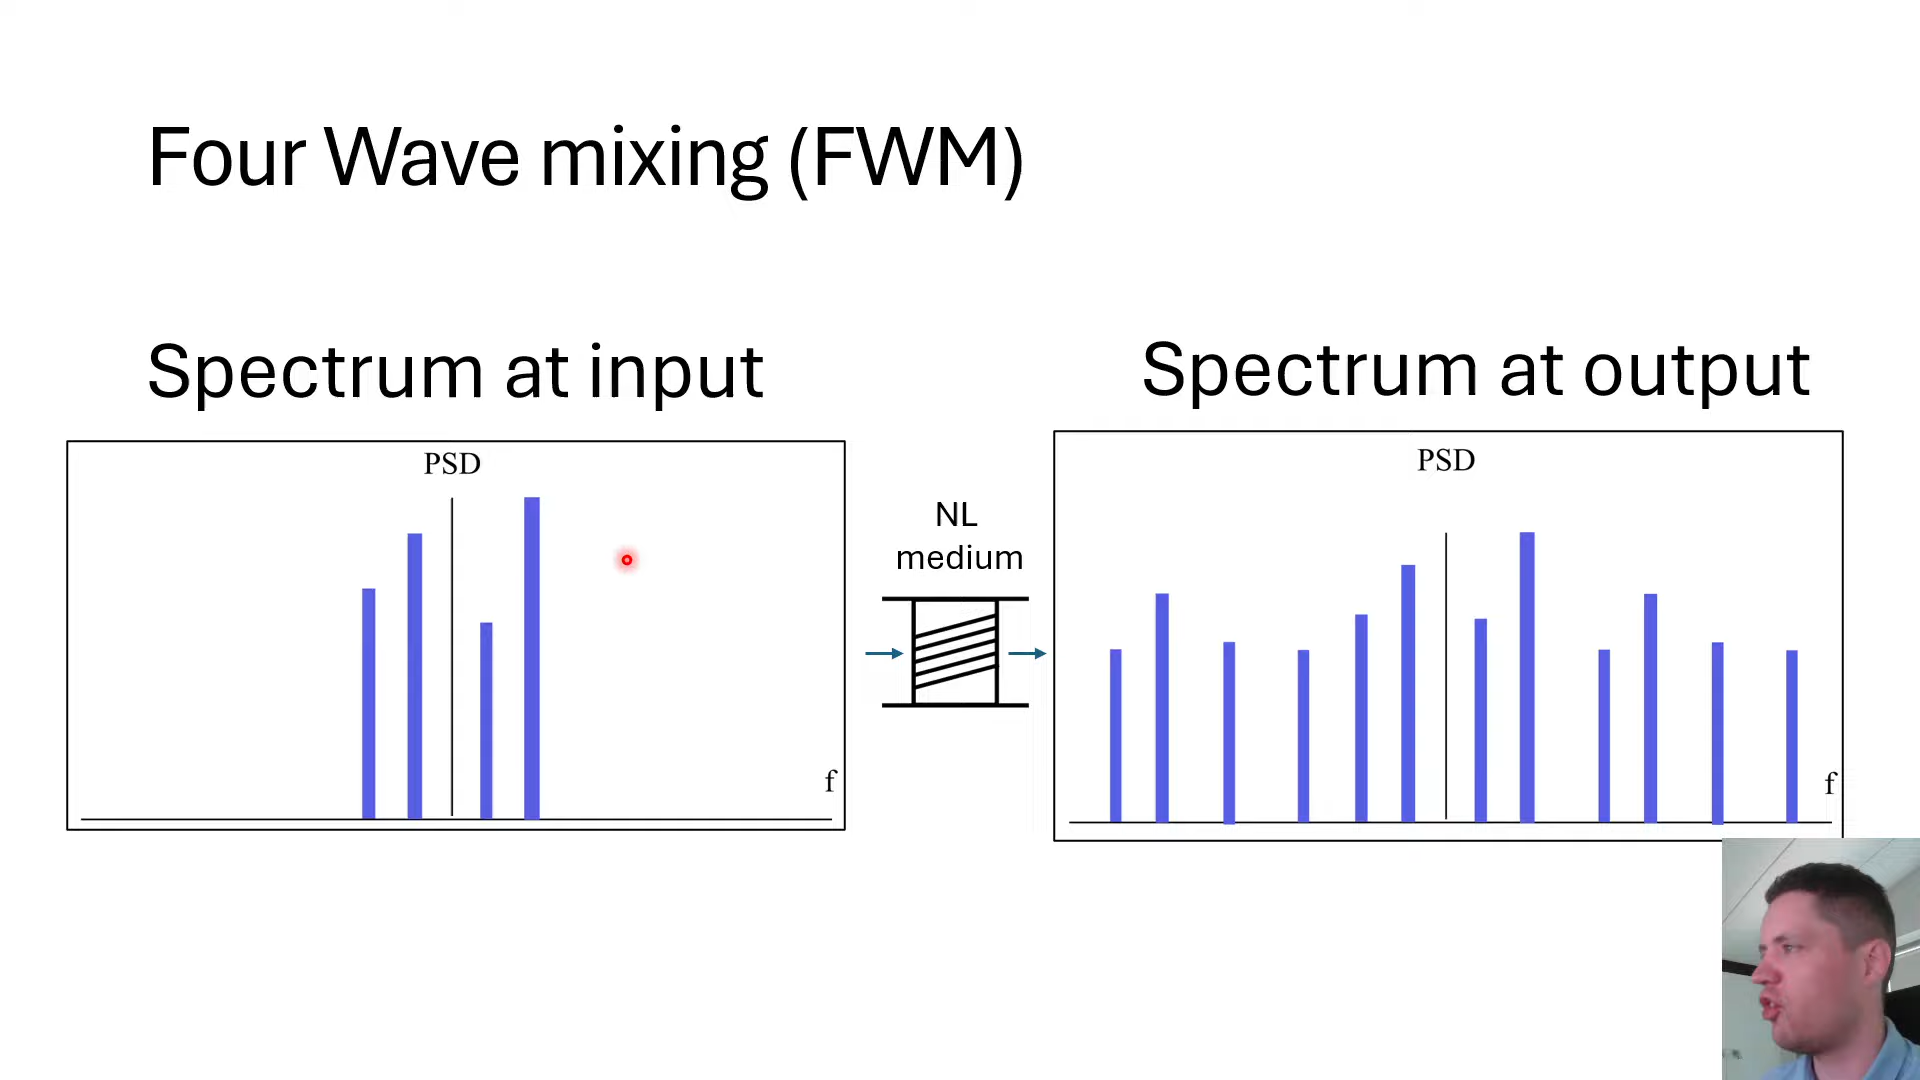 Four Wave mixing (FWM)
Spectrum at input
Spectrum at output
PSD
f
NL
medium
PSD
f